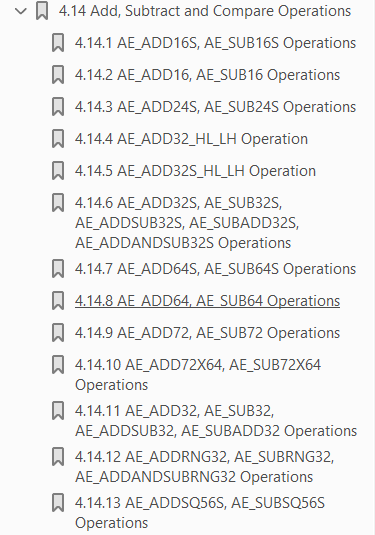 4.14 Add, Subtract and Compare Operations
4.14.1 AE_ADD16S, AE_SUB16S Operations
4.14.2 AE_ADD16, AE_SUB16 Operations
4.14.3 AE_ADD24S, AE_SUB24S Operations
4.14.4 AE_ADD32_HL_LH Operation
4.14.5 AE_ADD32S_HL_LH Operation
4.14.6 AE_ADD32S, AE_SUB32S,
AE_ADDSUB32S, AE_SUBADD32S,
AE_ADDANDSUB32S Operations
4.14.7 AE_ADD64S, AE_SUB64S Operations
4.14.8 AE_ADD64, AE_SUB64 Operations
4.14.9 AE_ADD72, AE_SUB72 Operations
4.14.10 AE_ADD72X64, AE_SUB72X64
Operations
4.14.11 AE_ADD32, AE_SUB32,
AE_ADDSUB32, AE_SUBADD32 Operations
4.14.12 AE_ADDRNG32, AE_SUBRNG32,
AE_ADDANDSUBRNG32 Operations
4.14.13 AE_ADDSQ56S, AE_SUBSQ56S
Operations